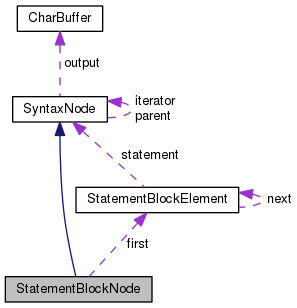 CharBuffer
output
SyntaxNode
iterator
parent
statement
StatementBlockElement
next
first
StatementBlockNode